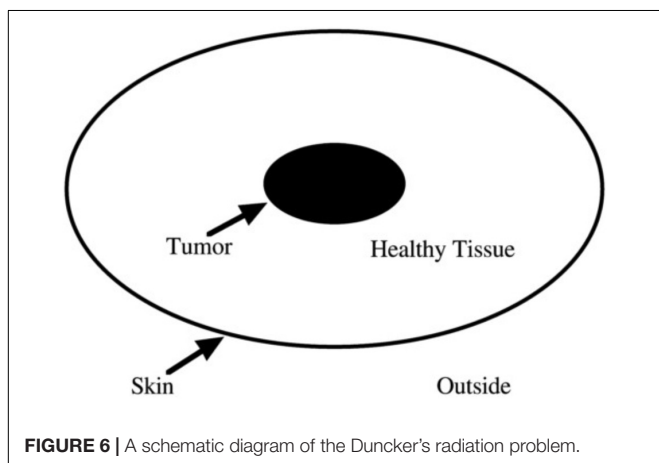 Tumor
Healthy Tissue
Skin
Outside
FIGURE 6 | A schematic diagram of the Duncker's radiation problem.